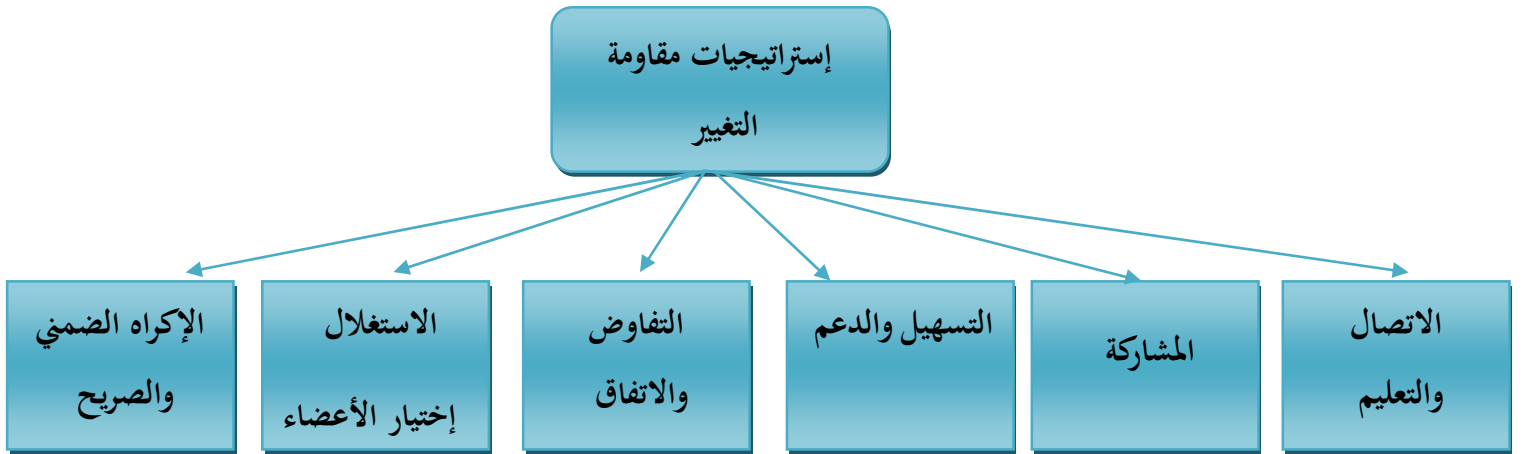 إستراتيجيات مقاومة
التغيير
الاتصال
والتعليم
المشاركة
التسهيل والدعم
التفاوض
والاتفاق
الاستغلال
إختيار الأعضاء
الإكراه الضمني
والصريح